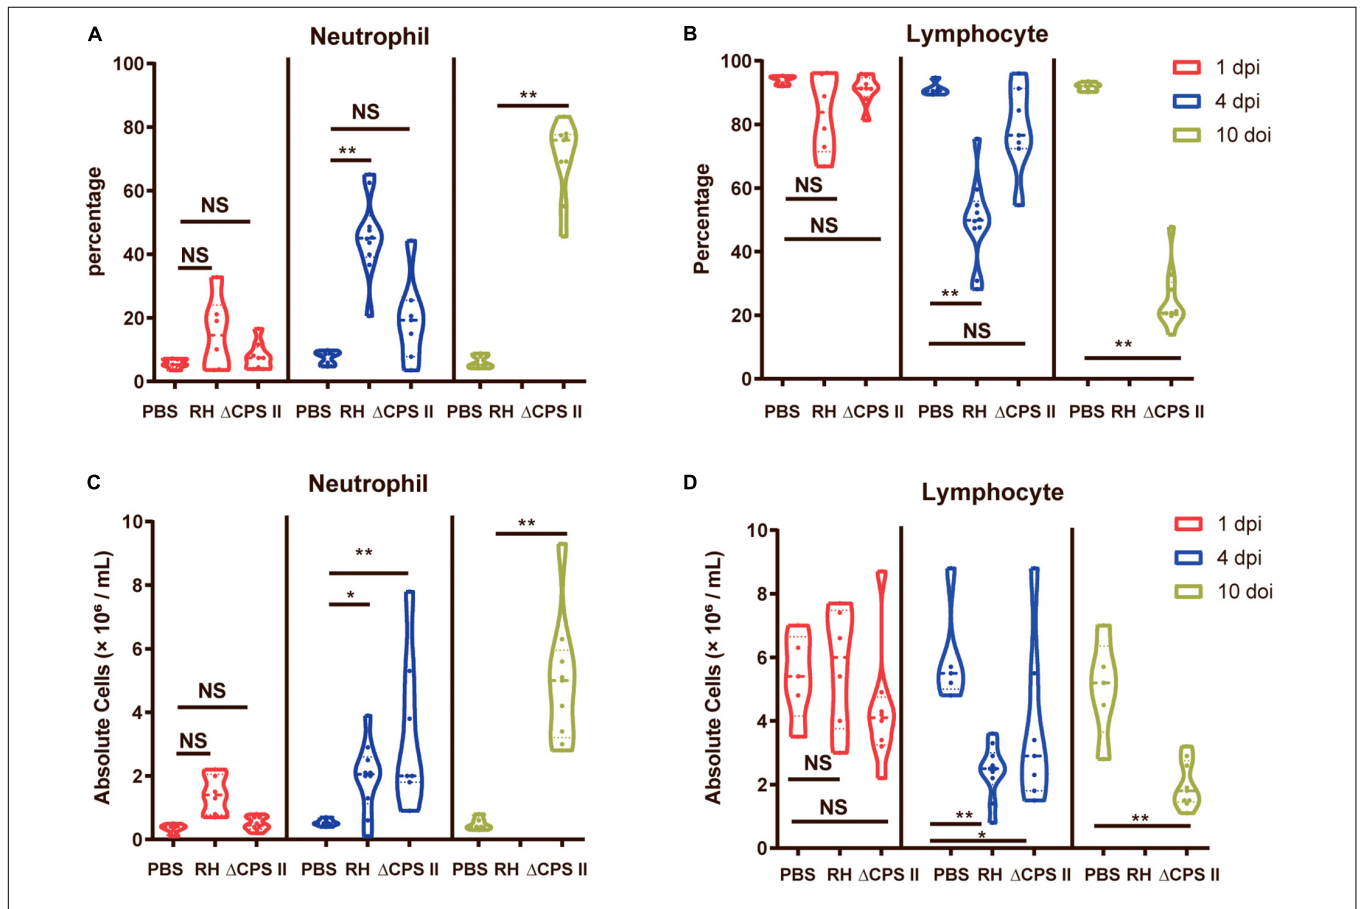 A
Neutrophil
percentage
100
80
60
40
20
0
NS
NS
NS
**
**
PBS RH ΔCPS II PBS RH ΔCPS II PBS RH ΔCPS II
B
Lymphocyte
Percentage
100
80
60
40
20
0
NS
NS
**
NS
**
PBS RH ΔCPS II PBS RH ΔCPS II PBS RH ΔCPS II
1 dpi
4 dpi
10 doi
C
Neutrophil
Absolute Cells (× 10⁶ / mL)
10
8
6
4
2
0
NS
NS
**
*
**
PBS RH ΔCPS II PBS RH ΔCPS II PBS RH ΔCPS II
D
Lymphocyte
Absolute Cells (× 10⁶ / mL)
10
8
6
4
2
0
NS
NS
**
*
**
PBS RH ΔCPS II PBS RH ΔCPS II PBS RH ΔCPS II
1 dpi
4 dpi
10 doi